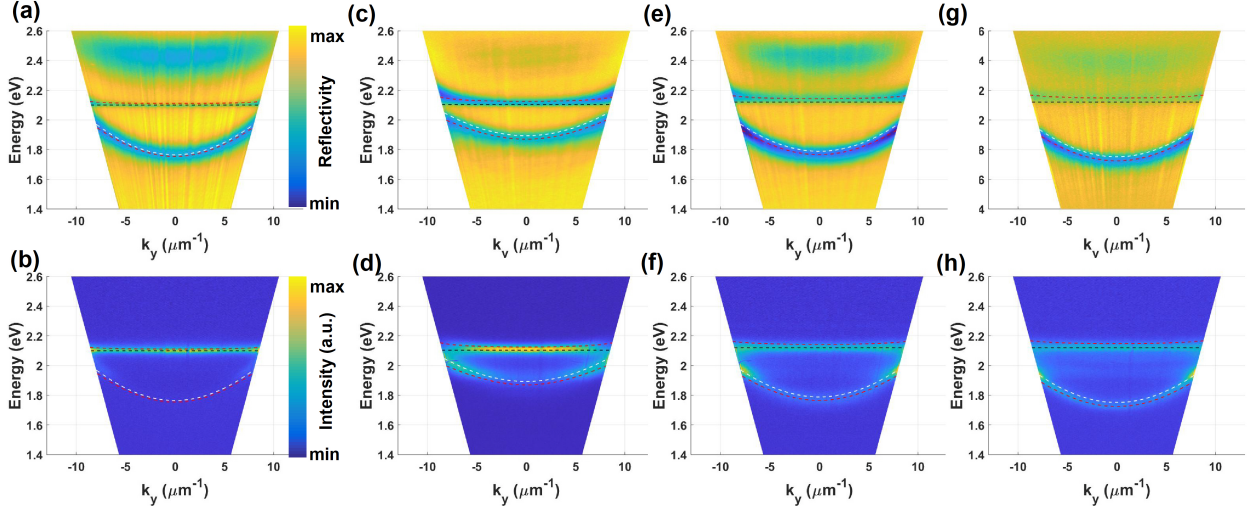 (a)
2.6
2.4
2.2
2
1.8
1.6
1.4
Energy (eV)
-10 -5 0 5 10
k_y (μm^-1)
max
Reflectivity
min
(c)
2.6
2.4
2.2
2
1.8
1.6
1.4
Energy (eV)
-10 -5 0 5 10
k_v (μm^-1)
(e)
2.6
2.4
2.2
2
1.8
1.6
1.4
Energy (eV)
-10 -5 0 5 10
k_y (μm^-1)
(g)
6
4
2
2
8
6
4
Energy (eV)
-10 -5 0 5 10
k_v (μm^-1)
(b)
2.6
2.4
2.2
2
1.8
1.6
1.4
Energy (eV)
-10 -5 0 5 10
k_y (μm^-1)
max
Intensity (a.u.)
min
(d)
2.6
2.4
2.2
2
1.8
1.6
1.4
Energy (eV)
-10 -5 0 5 10
k_y (μm^-1)
(f)
2.6
2.4
2.2
2
1.8
1.6
1.4
Energy (eV)
-10 -5 0 5 10
k_y (μm^-1)
(h)
2.6
2.4
2.2
2
1.8
1.6
1.4
Energy (eV)
-10 -5 0 5 10
k_y (μm^-1)